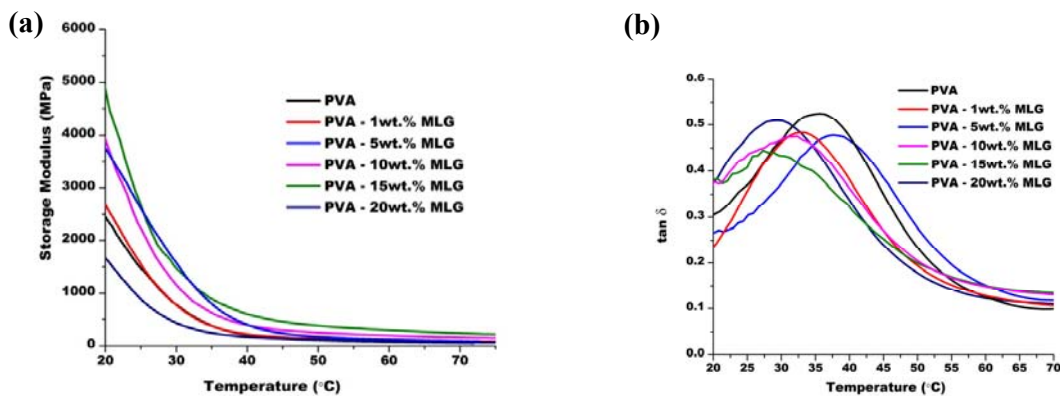 (a)
6000
5000
4000
3000
2000
1000
0
Storage Modulus (MPa)
PVA
PVA - 1wt.% MLG
PVA - 5wt.% MLG
PVA - 10wt.% MLG
PVA - 15wt.% MLG
PVA - 20wt.% MLG
20 30 40 50 60 70
Temperature (°C)
(b)
0.6
0.5
0.4
0.3
0.2
0.1
0.0
tan δ
PVA
PVA - 1wt.% MLG
PVA - 5wt.% MLG
PVA - 10wt.% MLG
PVA - 15wt.% MLG
PVA - 20wt.% MLG
20 25 30 35 40 45 50 55 60 65 70
Temperature (°C)